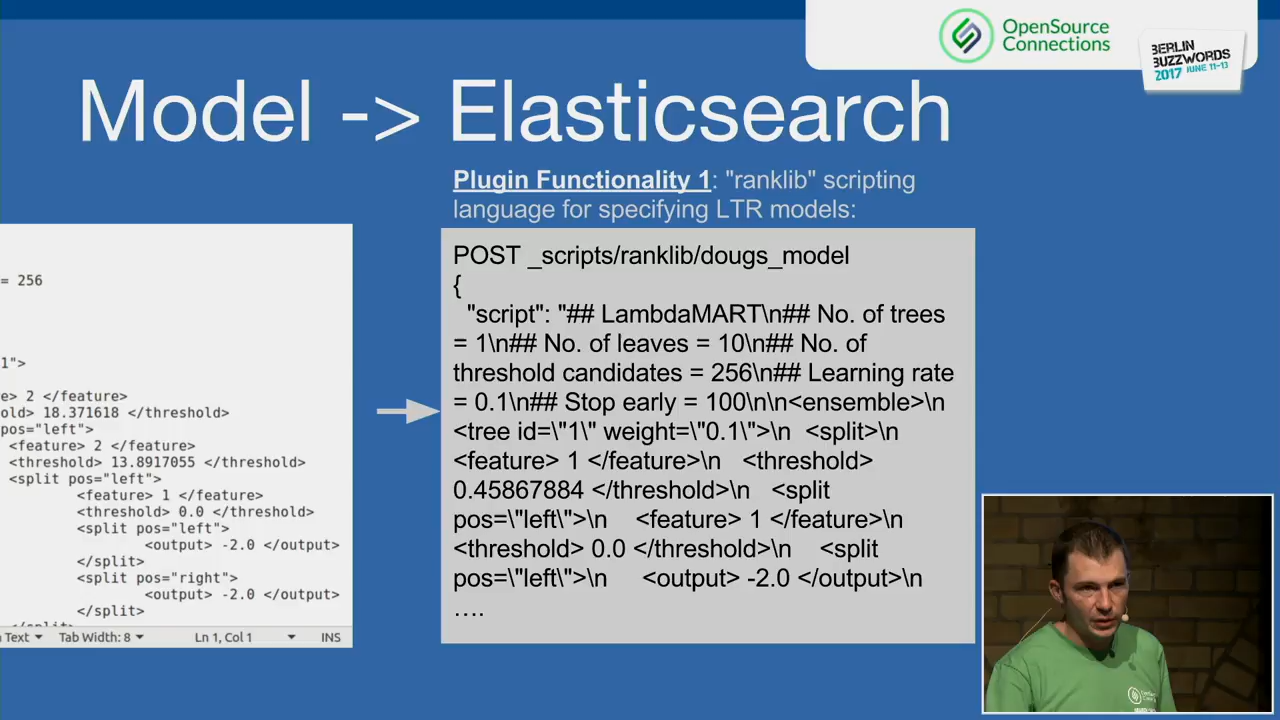 OpenSource
Connections
BERLIN
BUZZWORDS
2017 JUNE 11-13
Model -> Elasticsearch
Plugin Functionality 1: "ranklib" scripting
language for specifying LTR models:
= 256
1">
e> 2 </feature>
old> 18.371618 </threshold>
pos="left">
<feature> 2 </feature>
<threshold> 13.8917055 </threshold>
<split pos="left">
<feature> 1 </feature>
<threshold> 0.0 </threshold>
<split pos="left">
<output> -2.0 </output>
</split>
<split pos="right">
<output> -2.0 </output>
</split>
Text Tab Width: 8 Ln 1, Col 1 INS
POST _scripts/ranklib/dougs_model
{
"script": "## LambdaMART\n## No. of trees
= 1\n## No. of leaves = 10\n## No. of
threshold candidates = 256\n## Learning rate
= 0.1\n## Stop early = 100\n\n<ensemble>\n
<tree id=\"1\" weight=\"0.1\">\n <split>\n
<feature> 1 </feature>\n <threshold>
0.45867884 </threshold>\n <split
pos=\"left\">\n <feature> 1 </feature>\n
<threshold> 0.0 </threshold>\n <split
pos=\"left\">\n <output> -2.0 </output>\n
....